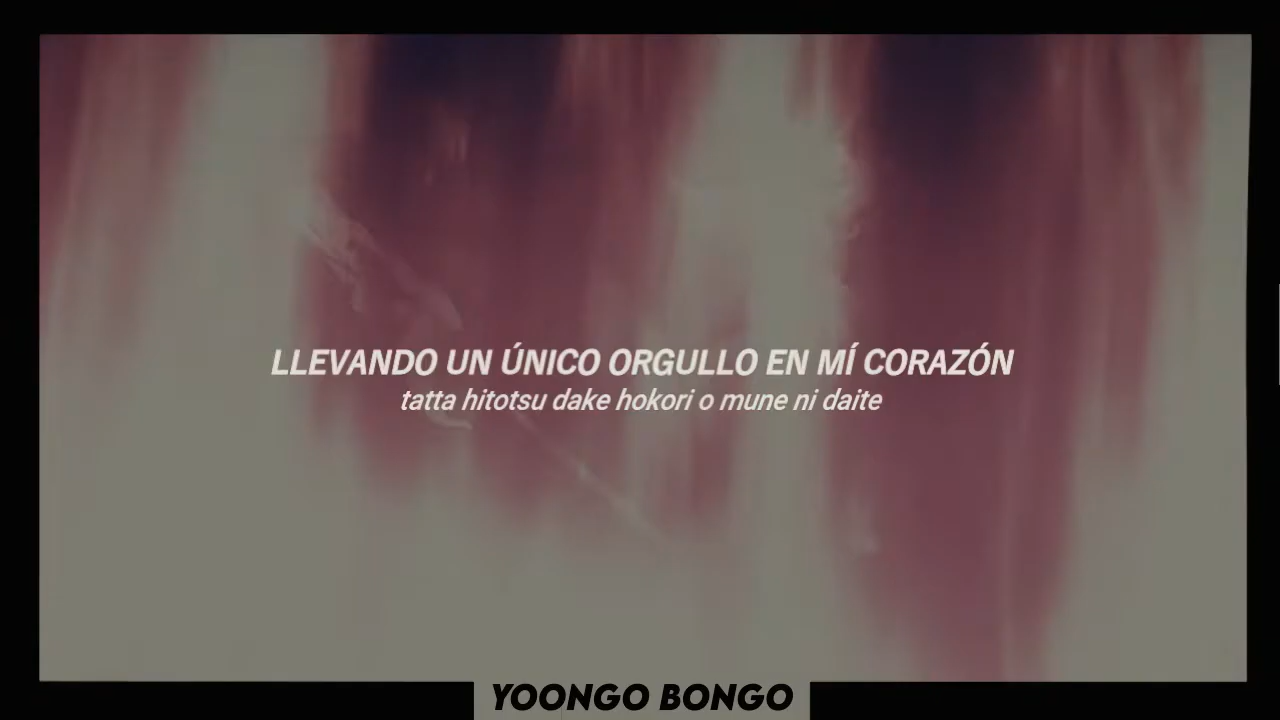 LLEVANDO UN ÚNICO ORGULLO EN MÍ CORAZÓN
tatta hitotsu dake hokori o mune ni daite
YOONGO BONGO